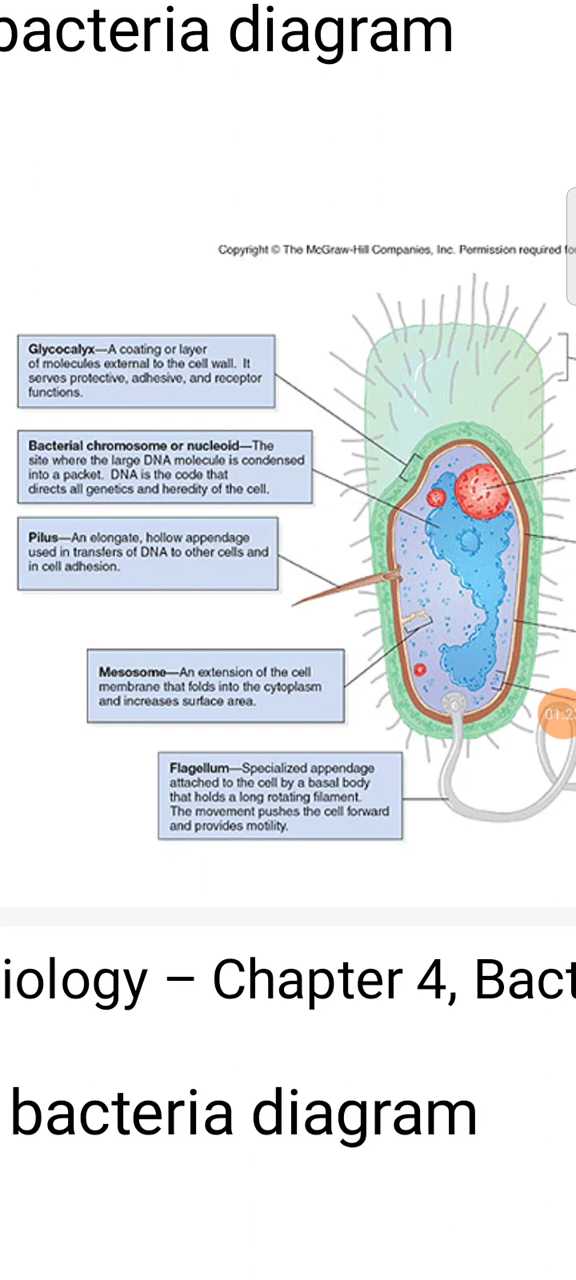 bacteria diagram
Copyright © The McGraw-Hill Companies, Inc. Permission required
Glycocalyx—A coating or layer
of molecules external to the cell wall. It
serves protective, adhesive, and receptor
functions.
Bacterial chromosome or nucleoid—The
site where the large DNA molecule is condensed
into a packet. DNA is the code that
directs all genetics and heredity of the cell.
Pilus—An elongate, hollow appendage
used in transfers of DNA to other cells and
in cell adhesion.
Mesosome—An extension of the cell
membrane that folds into the cytoplasm
and increases surface area.
Flagellum—Specialized appendage
attached to the cell by a basal body
that holds a long rotating filament.
The movement pushes the cell forward
and provides motility.
iology – Chapter 4, Bact
bacteria diagram